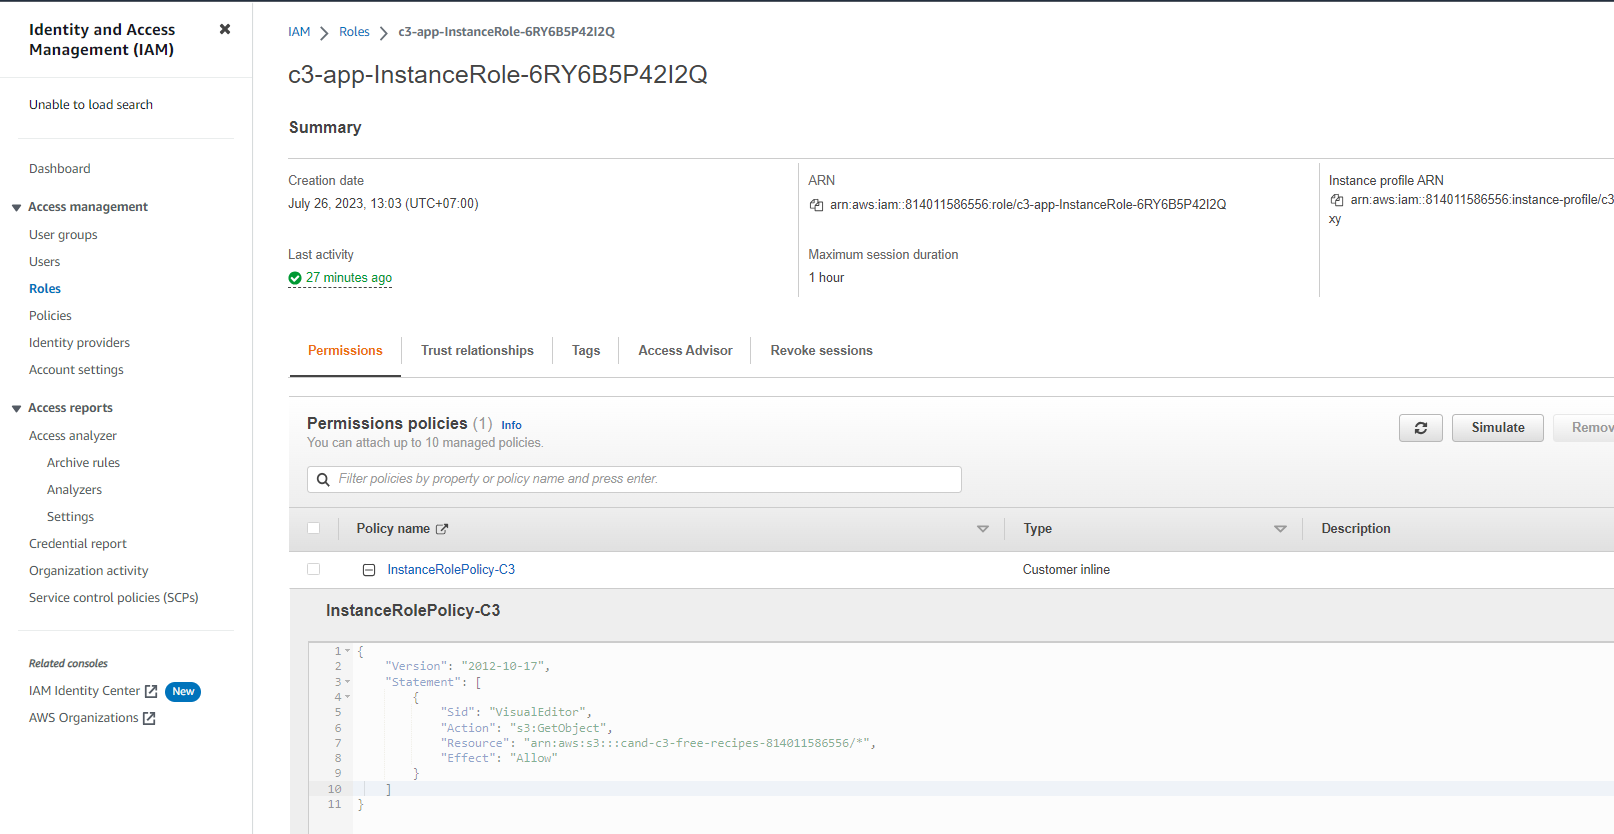 Identity and Access
Management (IAM)
Unable to load search
Dashboard
Access management
User groups
Users
Roles
Policies
Identity providers
Account settings
Access reports
Access analyzer
Archive rules
Analyzers
Settings
Credential report
Organization activity
Service control policies (SCPs)
Related consoles
IAM Identity Center New
AWS Organizations
IAM > Roles > c3-app-InstanceRole-6RY6B5P42I2Q
c3-app-InstanceRole-6RY6B5P42I2Q
Summary
Creation date
July 26, 2023, 13:03 (UTC+07:00)
Last activity
27 minutes ago
ARN
arn:aws:iam::814011586556:role/c3-app-InstanceRole-6RY6B5P42I2Q
Maximum session duration
1 hour
Instance profile ARN
arn:aws:iam::814011586556:instance-profile/c3
xy
Permissions Trust relationships Tags Access Advisor Revoke sessions
Permissions policies (1) Info
You can attach up to 10 managed policies.
Simulate Remov
Filter policies by property or policy name and press enter.
Policy name Type Description
InstanceRolePolicy-C3 Customer inline
InstanceRolePolicy-C3
1 {
2 "Version": "2012-10-17",
3 "Statement": [
4 {
5 "Sid": "VisualEditor",
6 "Action": "s3:GetObject",
7 "Resource": "arn:aws:s3:::cand-c3-free-recipes-814011586556/*",
8 "Effect": "Allow"
9 }
10 ]
11 }